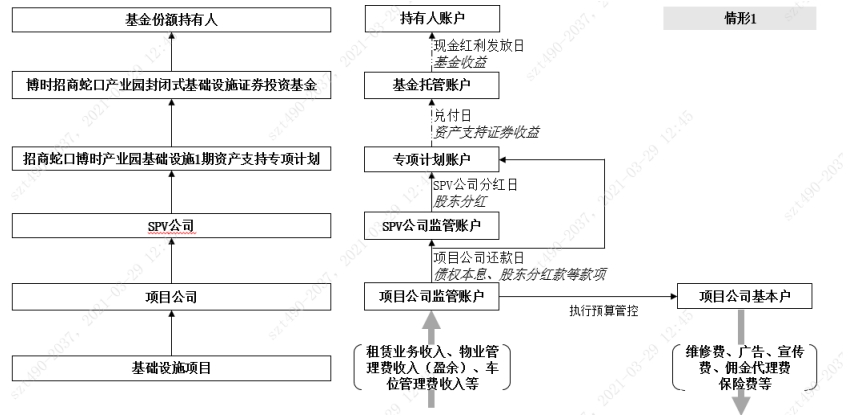 情形1
基金份额持有人
持有人账户
现金红利发放日
基金收益
博时招商蛇口产业园封闭式基础设施证券投资基金
基金托管账户
兑付日
资产支持证券收益
招商蛇口博时产业园基础设施1期资产支持专项计划
专项计划账户
SPV公司分红日
股东分红
SPV公司
SPV公司监管账户
项目公司还款日
债权本息、股东分红款等款项
项目公司
项目公司监管账户
执行预算管控
项目公司基本户
基础设施项目
租赁业务收入、物业管
理费收入（盈余）、车
位管理费收入等
维修费、广告、宣传
费、佣金代理费
保险费等
szt490-2037, 2021-03-29 12:45